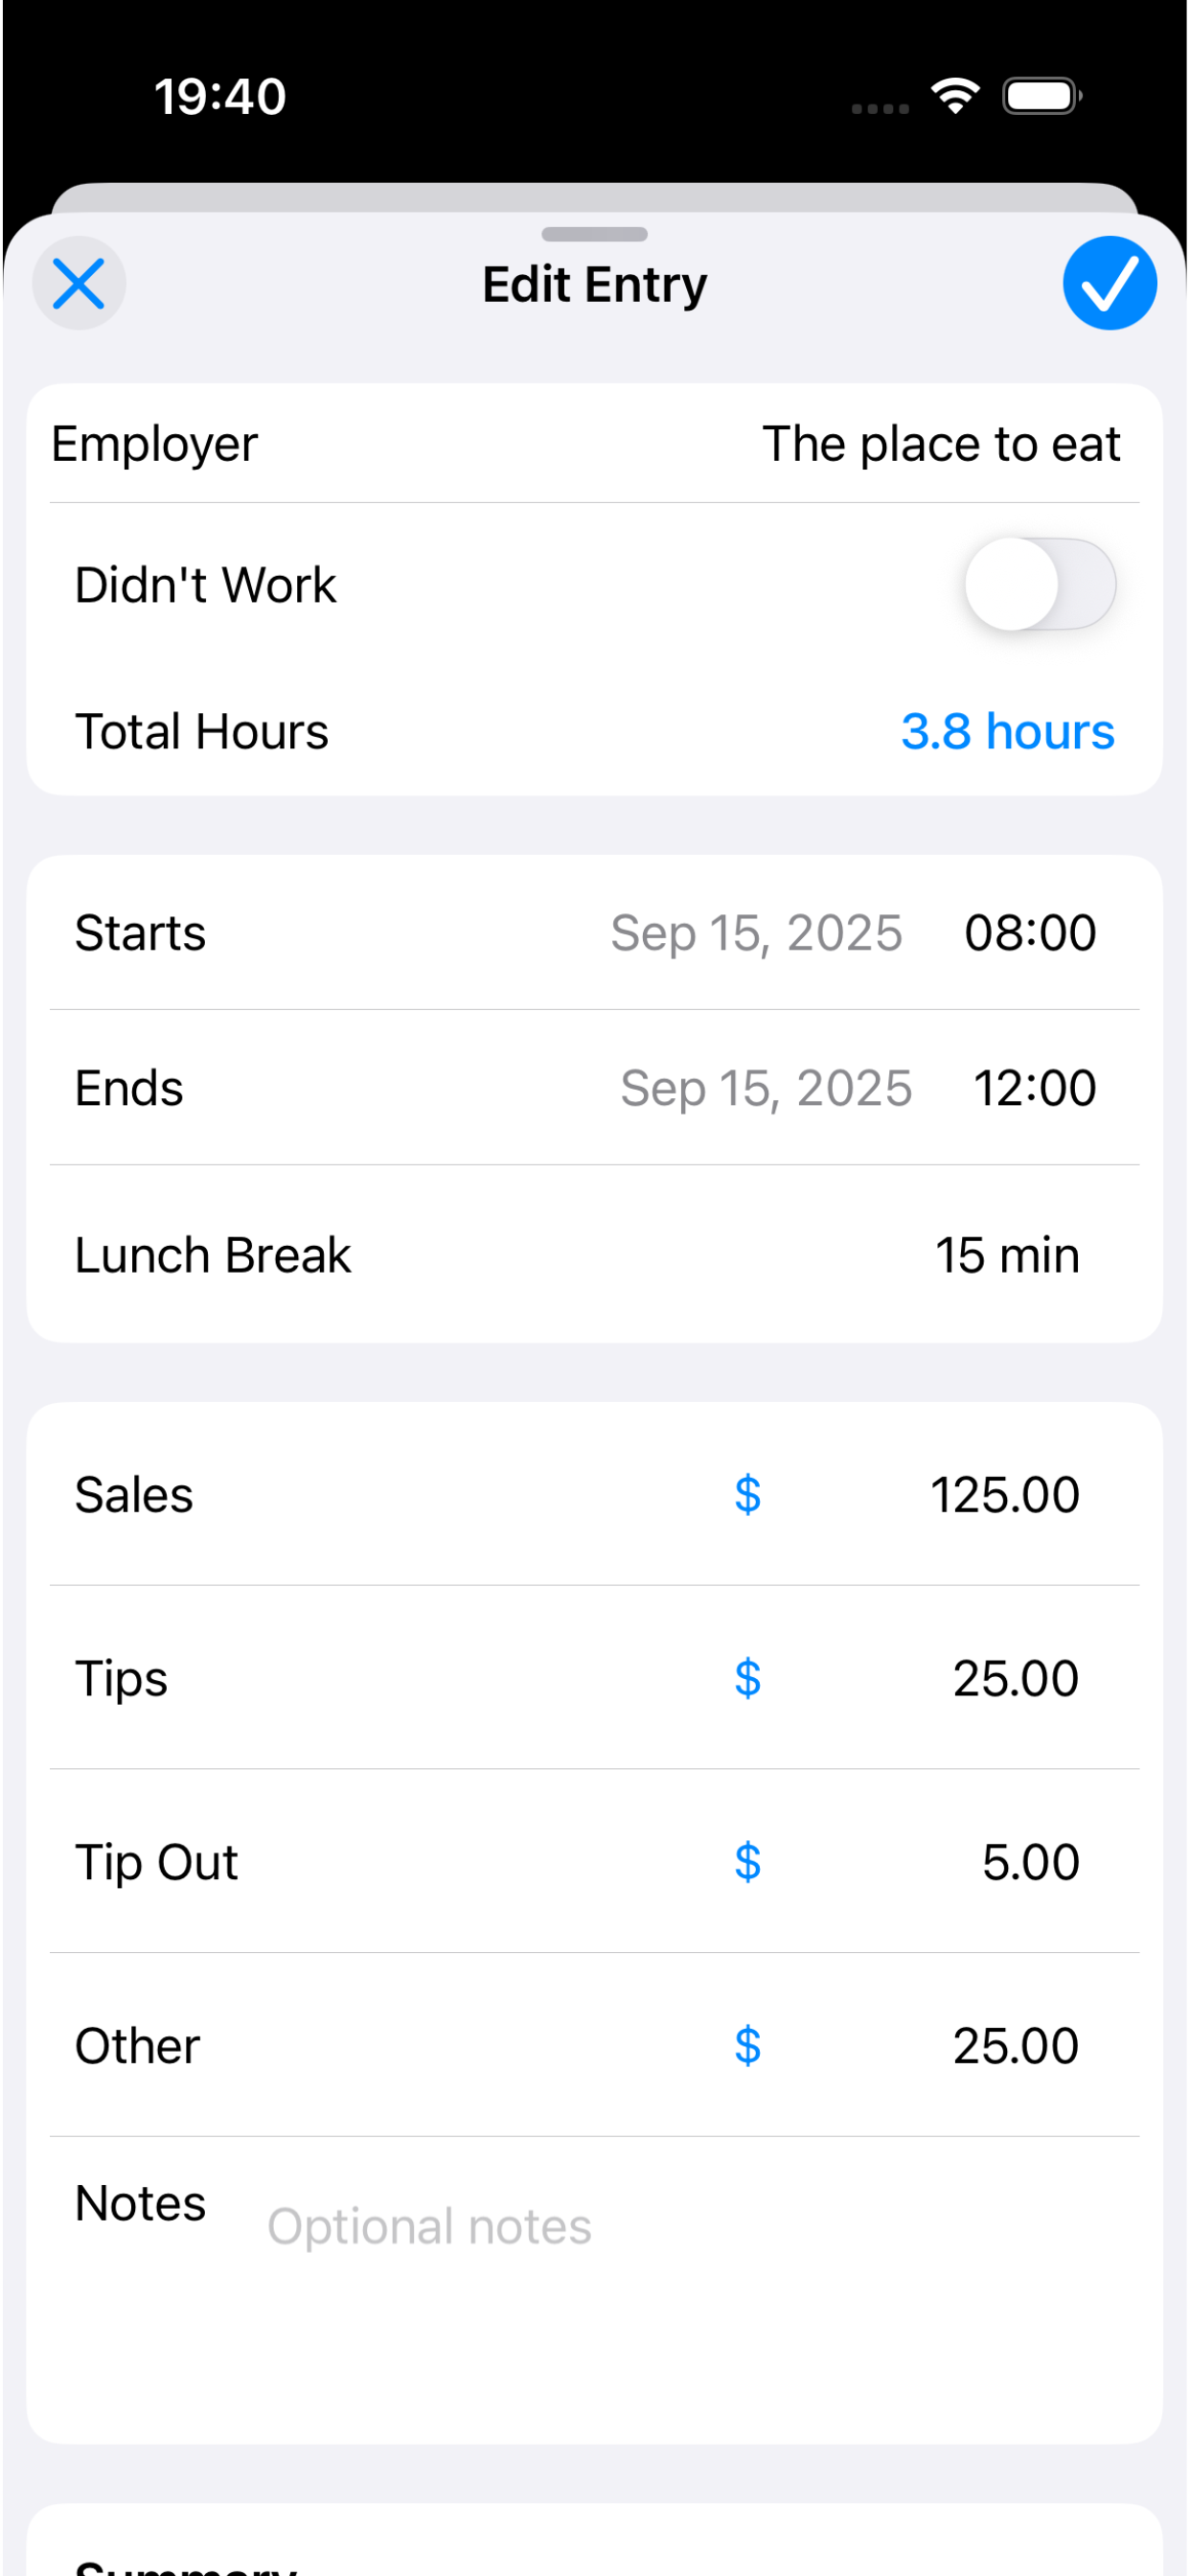 19:40
Edit Entry
Employer The place to eat
Didn't Work
Total Hours 3.8 hours
Starts Sep 15, 2025 08:00
Ends Sep 15, 2025 12:00
Lunch Break 15 min
Sales $ 125.00
Tips $ 25.00
Tip Out $ 5.00
Other $ 25.00
Notes Optional notes
Summary